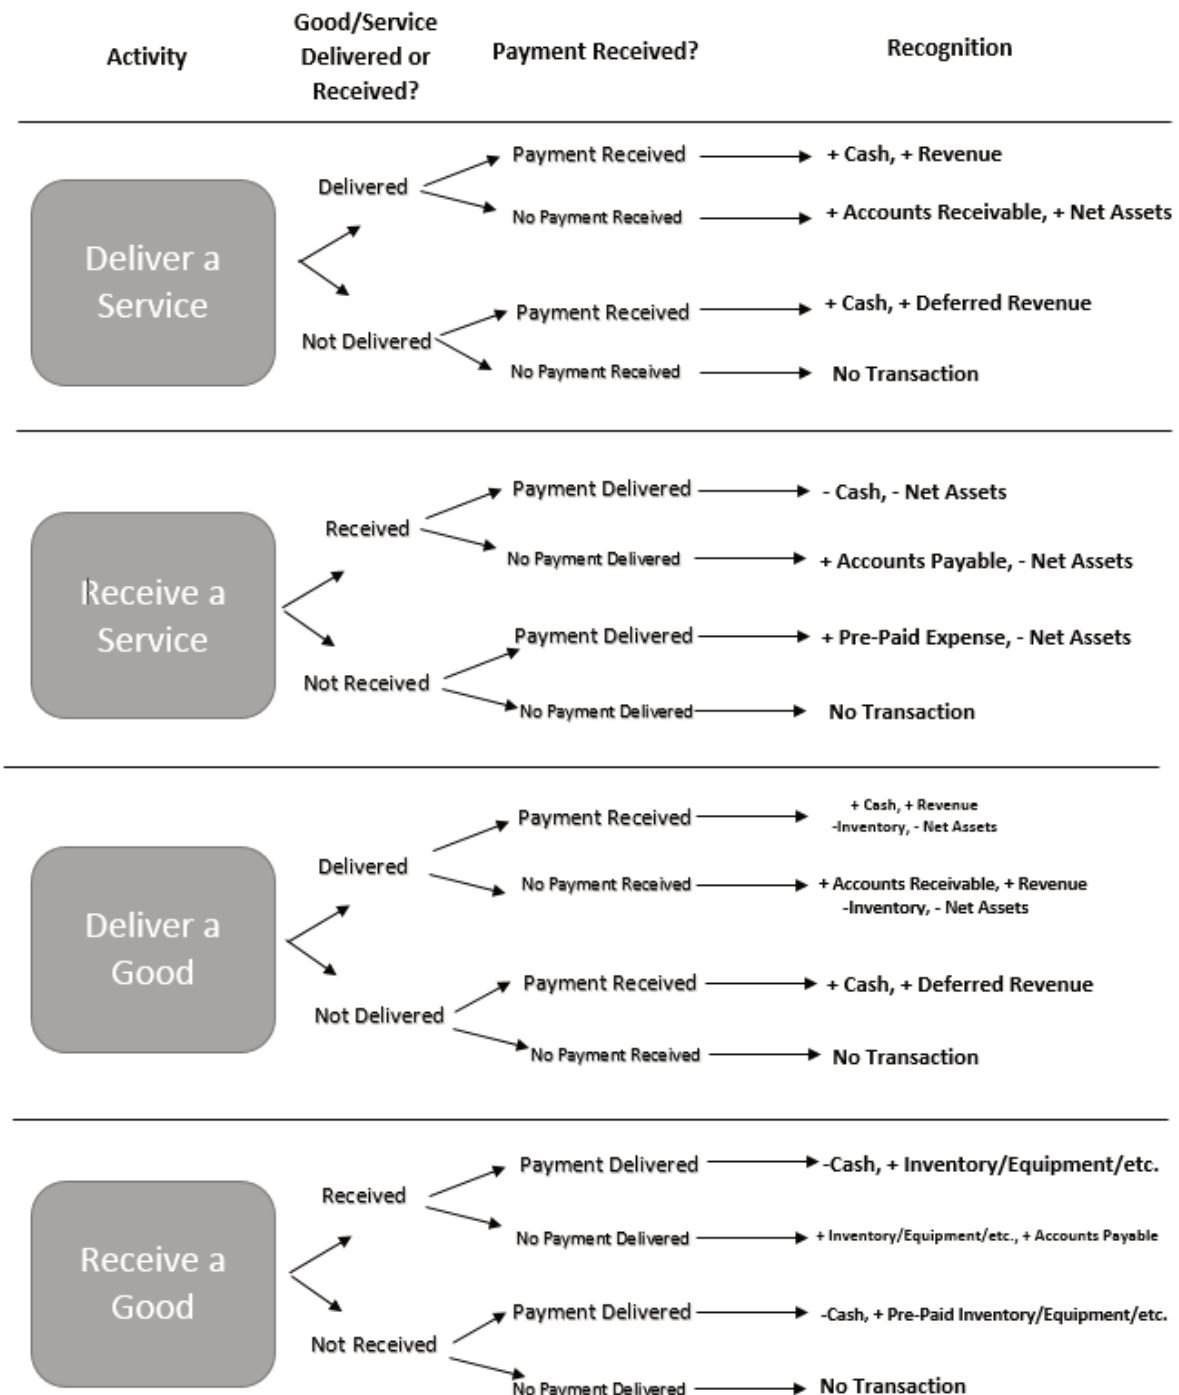 Activity
Good/Service
Delivered or
Received?
Payment Received?
Recognition
Deliver a
Service
Delivered
Payment Received
+ Cash, + Revenue
No Payment Received
+ Accounts Receivable, + Net Assets
Not Delivered
Payment Received
+ Cash, + Deferred Revenue
No Payment Received
No Transaction
Receive a
Service
Received
Payment Delivered
- Cash, - Net Assets
No Payment Delivered
+ Accounts Payable, - Net Assets
Not Received
Payment Delivered
+ Pre-Paid Expense, - Net Assets
No Payment Delivered
No Transaction
Deliver a
Good
Delivered
Payment Received
+ Cash, + Revenue
-Inventory, - Net Assets
No Payment Received
+ Accounts Receivable, + Revenue
-Inventory, - Net Assets
Not Delivered
Payment Received
+ Cash, + Deferred Revenue
No Payment Received
No Transaction
Receive a
Good
Received
Payment Delivered
-Cash, + Inventory/Equipment/etc.
No Payment Delivered
+ Inventory/Equipment/etc., + Accounts Payable
Not Received
Payment Delivered
-Cash, + Pre-Paid Inventory/Equipment/etc.
No Payment Delivered
No Transaction